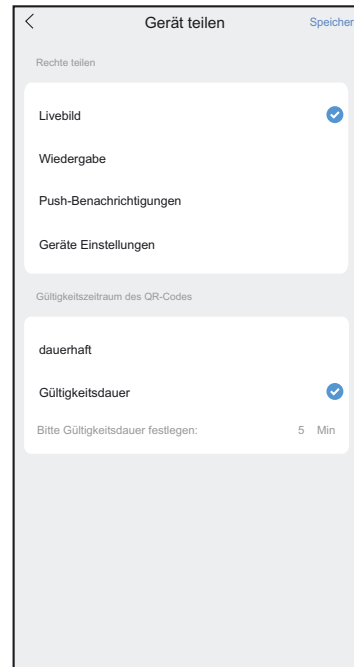 Gerät teilen Speicher
Rechte teilen
Livebild
Wiedergabe
Push-Benachrichtigungen
Geräte Einstellungen
Gültigkeitszeitraum des QR-Codes
dauerhaft
Gültigkeitsdauer
Bitte Gültigkeitsdauer festlegen: 5 Min